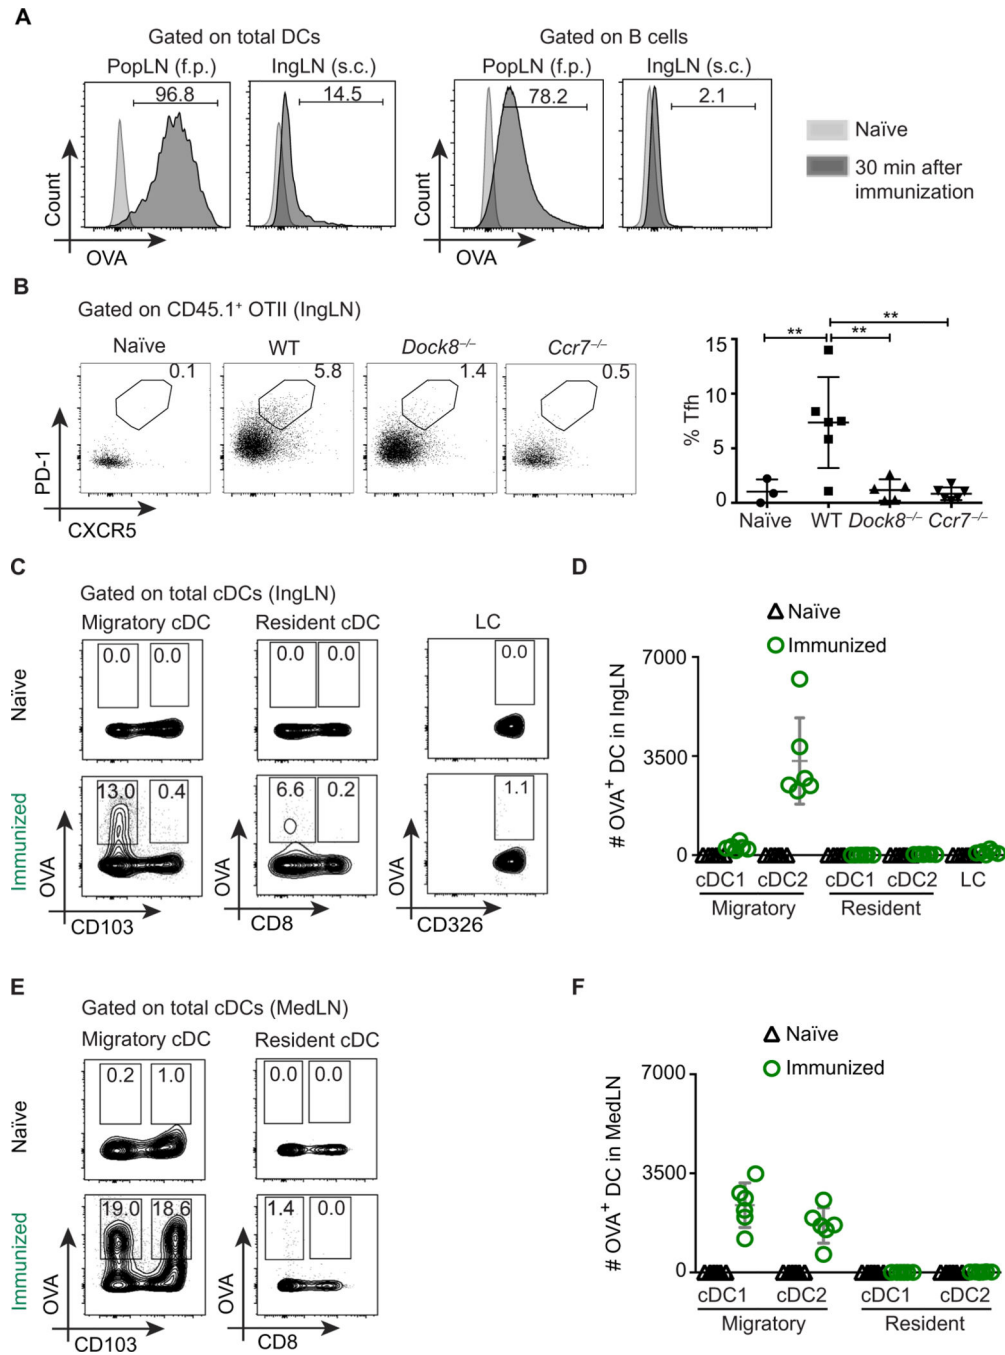 A
Gated on total DCs
Gated on B cells
PopLN (f.p.)
IngLN (s.c.)
PopLN (f.p.)
IngLN (s.c.)
96.8
14.5
78.2
2.1
Naïve
30 min after
immunization
Count
OVA
Count
OVA
B
Gated on CD45.1⁺ OTII (IngLN)
Naïve
WT
Dock8⁻/⁻
Ccr7⁻/⁻
0.1
5.8
1.4
0.5
PD-1
CXCR5
** ** **
% Tfh
15
10
5
0
Naïve WT Dock8⁻/⁻ Ccr7⁻/⁻
C
Gated on total cDCs (IngLN)
Migratory cDC
Resident cDC
LC
Naïve
0.0 0.0
0.0 0.0
0.0
Immunized
13.0 0.4
6.6 0.2
1.1
OVA
CD103
OVA
CD8
OVA
CD326
D
Naïve
Immunized
# OVA⁺ DC in IngLN
7000
3500
0
cDC1 cDC2 cDC1 cDC2 LC
Migratory Resident
E
Gated on total cDCs (MedLN)
Migratory cDC
Resident cDC
Naïve
0.2 1.0
0.0 0.0
Immunized
19.0 18.6
1.4 0.0
OVA
CD103
OVA
CD8
F
Naïve
Immunized
# OVA⁺ DC in MedLN
7000
3500
0
cDC1 cDC2 cDC1 cDC2
Migratory Resident